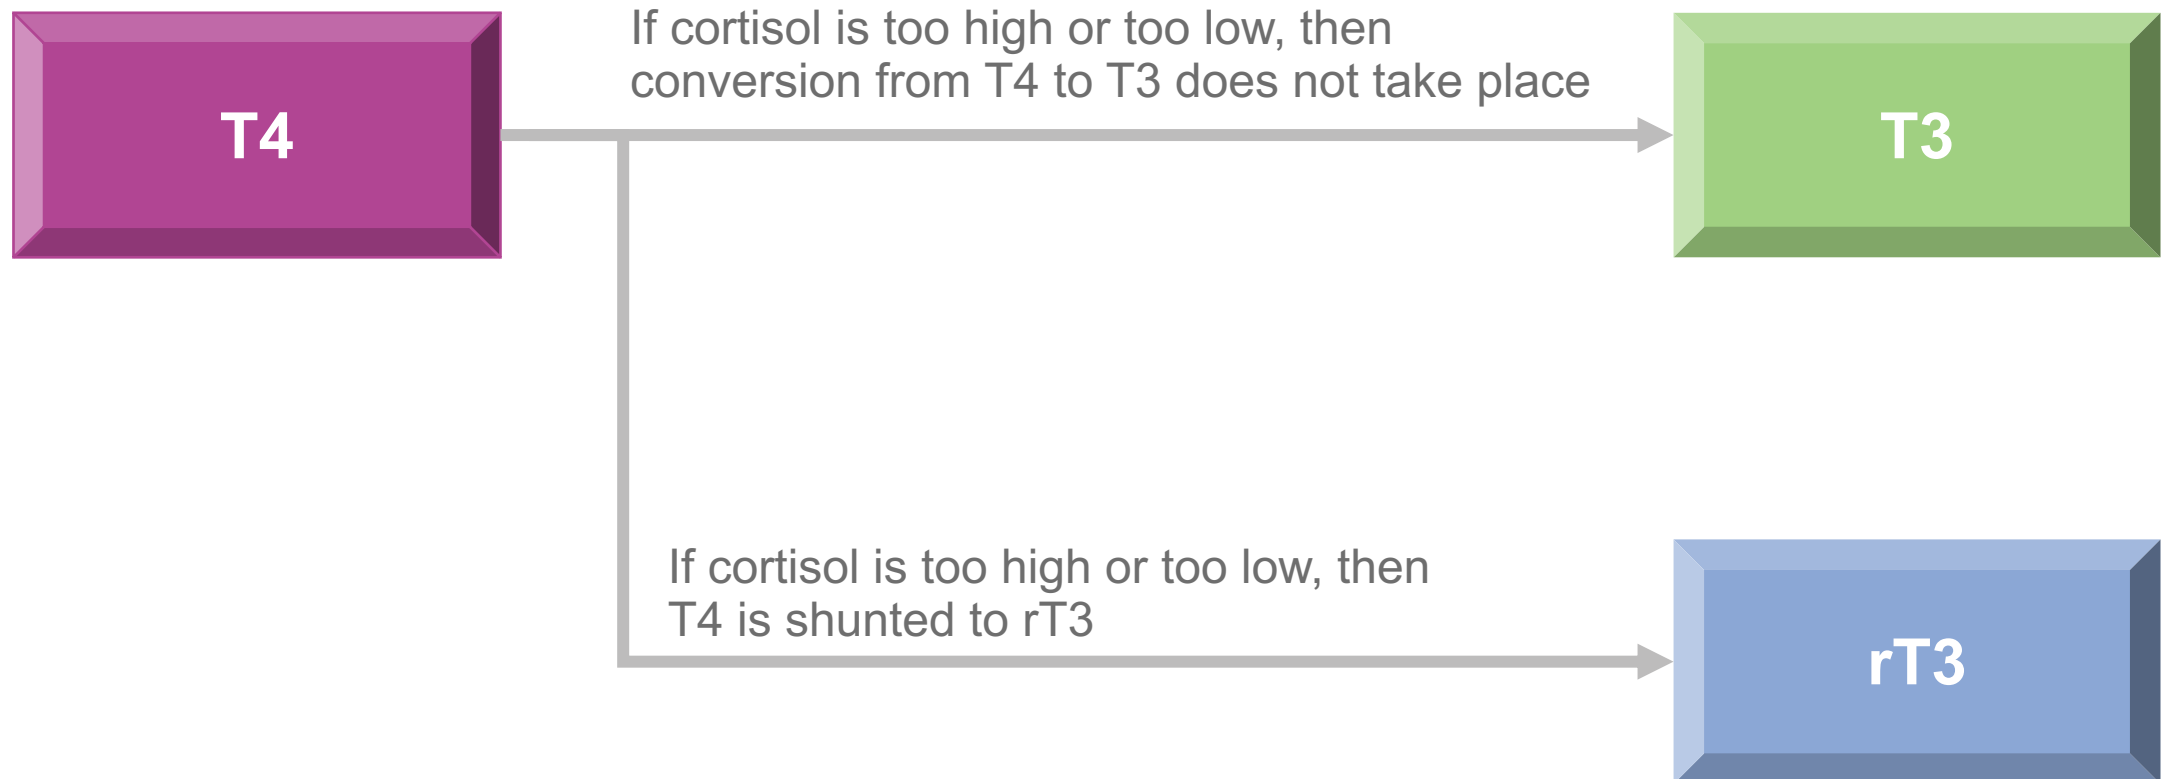 If cortisol is too high or too low, then
conversion from T4 to T3 does not take place
T4
T3
If cortisol is too high or too low, then
T4 is shunted to rT3
rT3